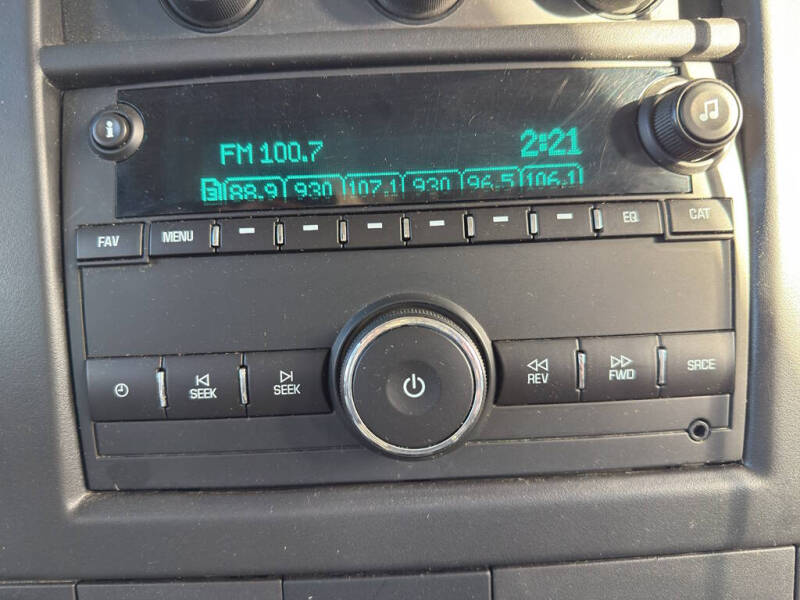 FM 100.7 2:21
3 88.9 930 107.1 930 96.5 106.1
FAV MENU EQ CAT
SEEK SEEK REV FWD SRCE